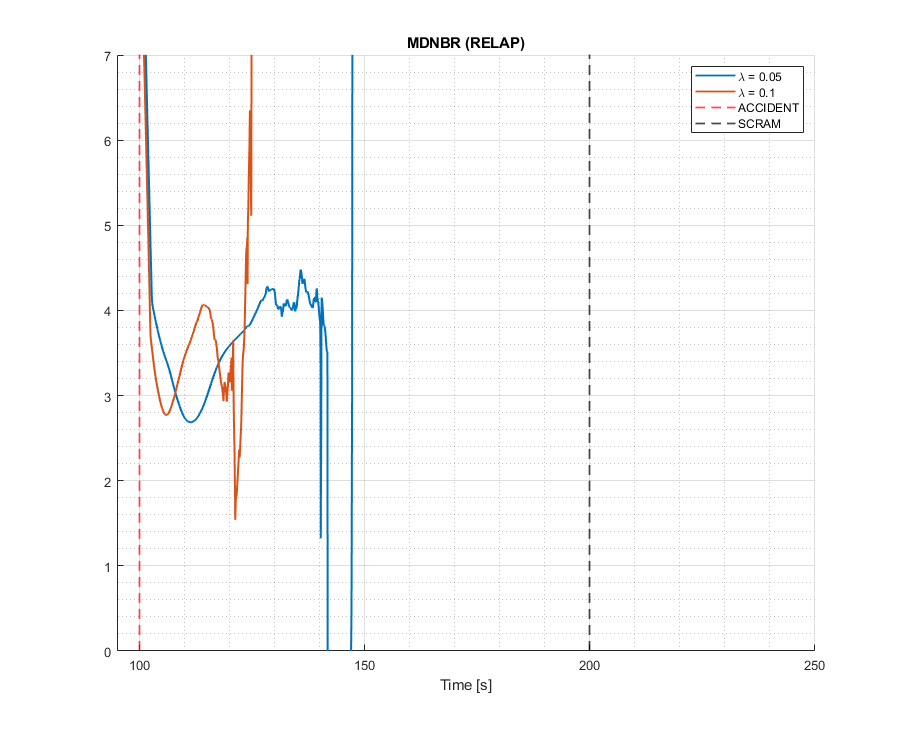 MDNBR (RELAP)
λ = 0.05
λ = 0.1
ACCIDENT
SCRAM
7
6
5
4
3
2
1
0
100 150 200 250
Time [s]